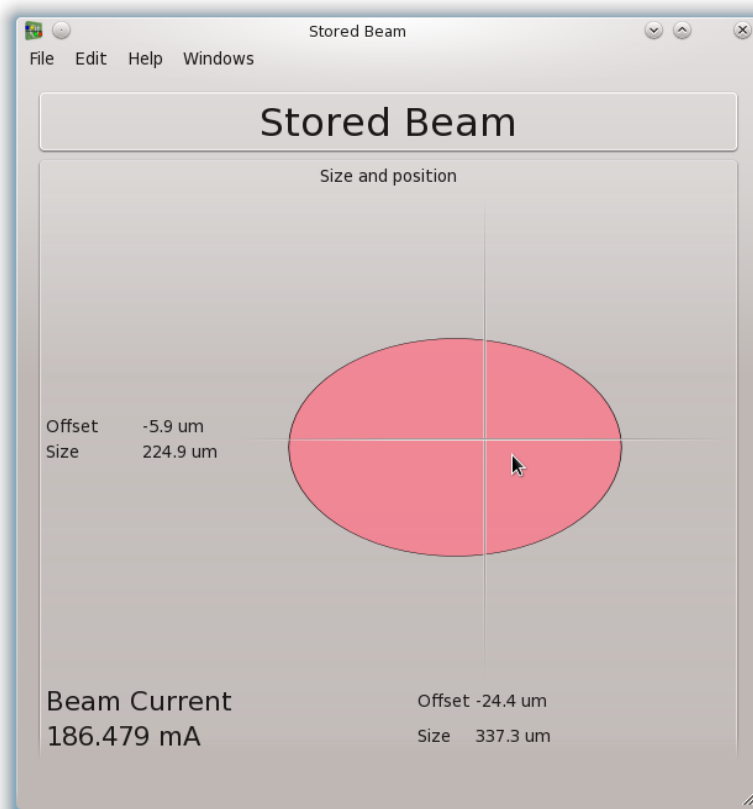 Stored Beam
File Edit Help Windows
Stored Beam
Size and position
Offset -5.9 um
Size 224.9 um
Beam Current
186.479 mA
Offset -24.4 um
Size 337.3 um